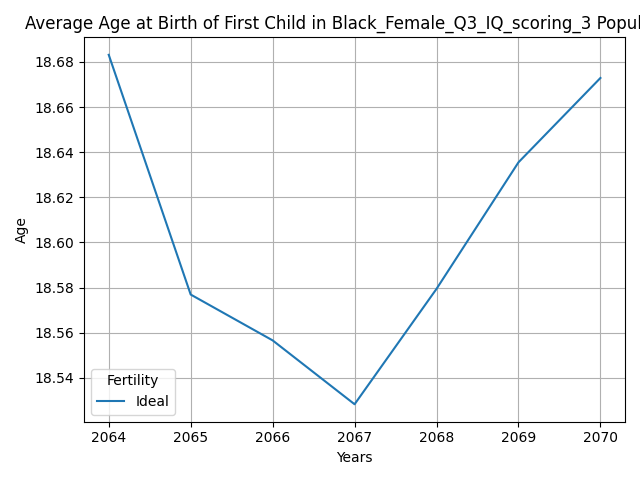 Average Age at Birth of First Child in Black_Female_Q3_IQ_scoring_3 Popul
18.68
18.66
18.64
18.62
18.60
18.58
18.56
18.54
Age
Fertility
Ideal
2064 2065 2066 2067 2068 2069 2070
Years